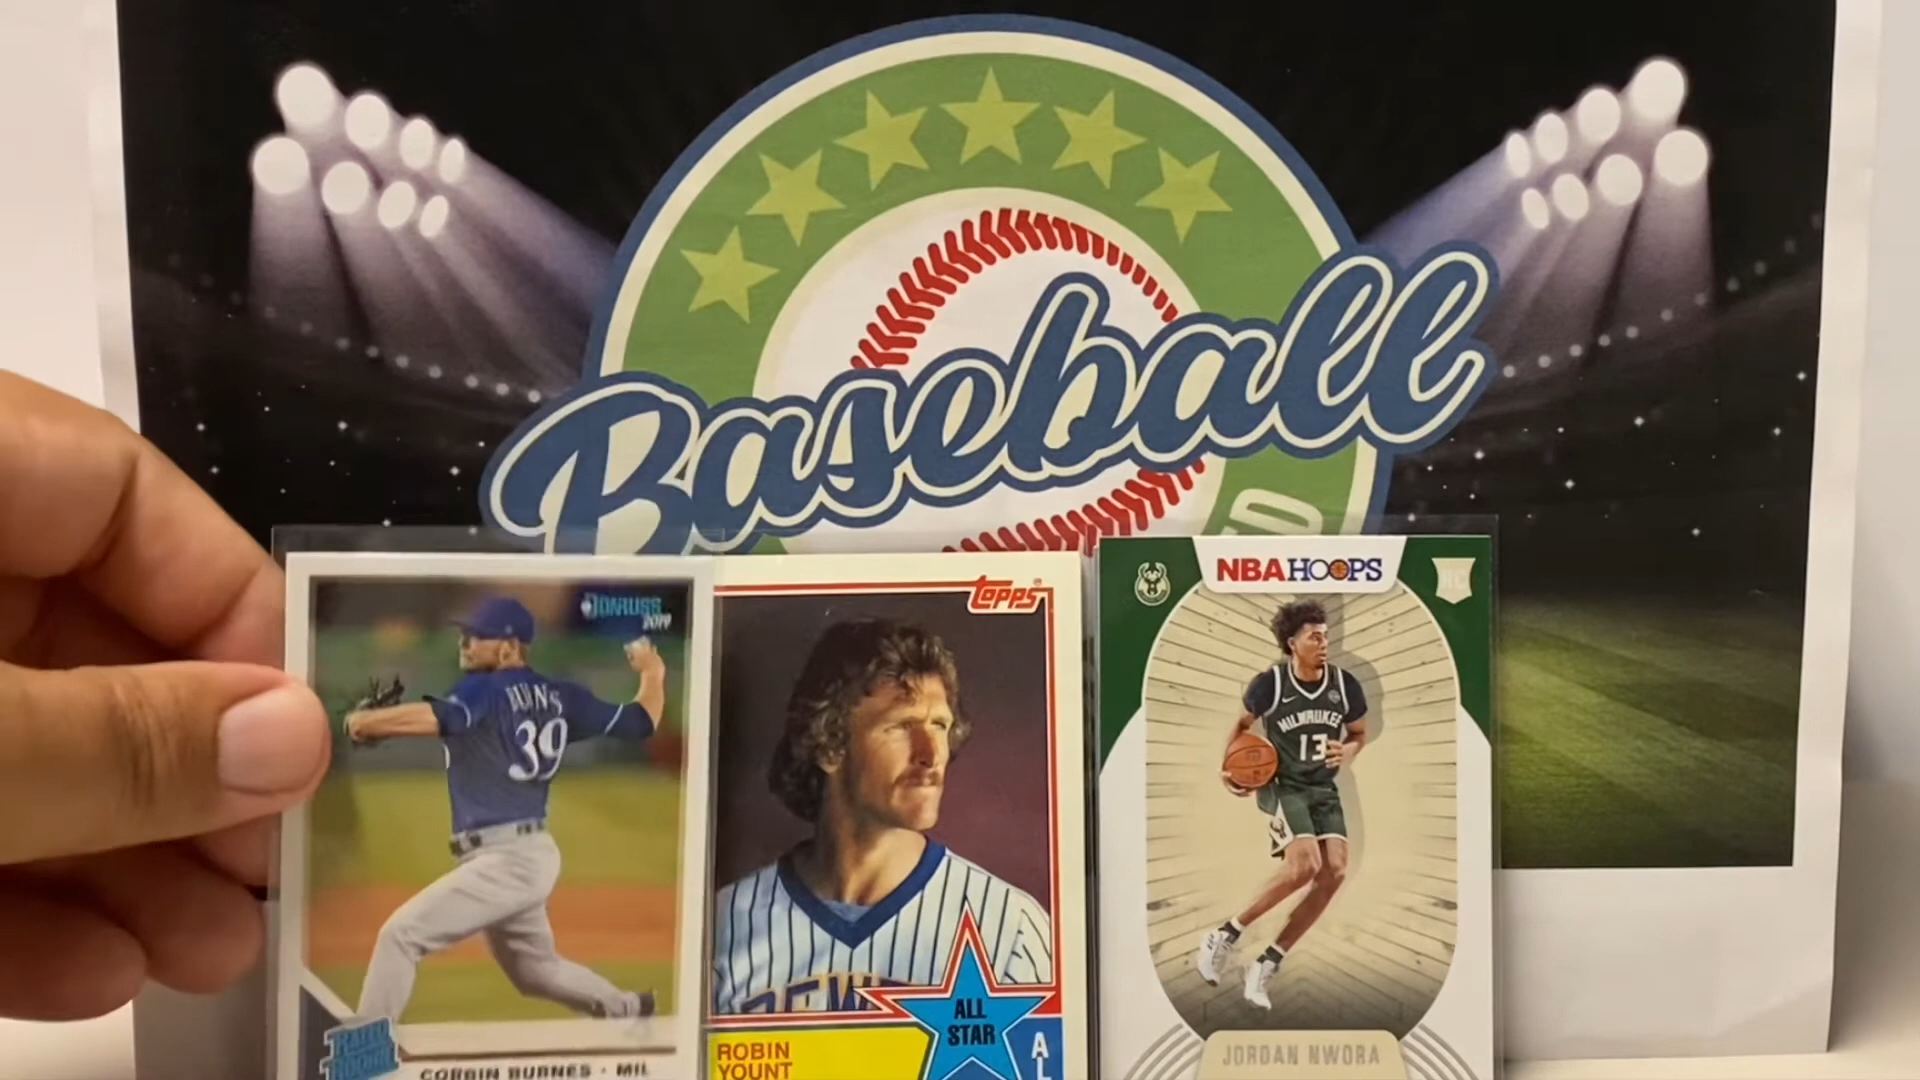 Baseball
DONRUSS
2019
BURNS
39
RATED
ROOKIE
CORBIN BURNES · MIL
topps
ALL
STAR
A
L
ROBIN
YOUNT
NBA HOOPS
RC
MILWAUKEE
13
JORDAN NWORA